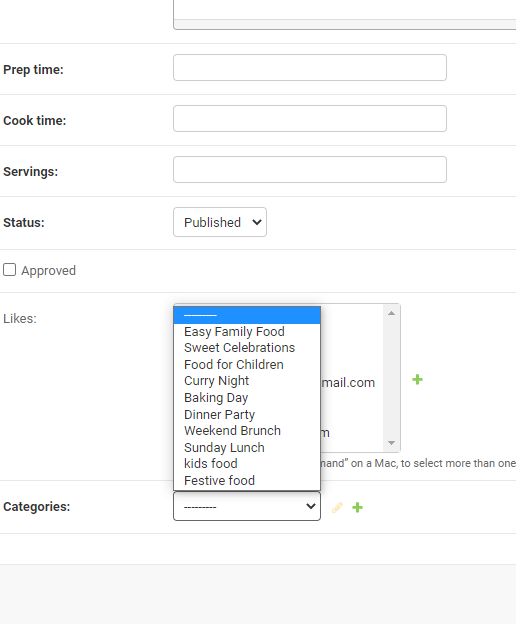 Prep time:
Cook time:
Servings:
Status:
Published
Approved
Likes:
---------
Easy Family Food
Sweet Celebrations
Food for Children
Curry Night
mail.com
Baking Day
Dinner Party
Weekend Brunch
m
Sunday Lunch
kids food
mand” on a Mac, to select more than one
Festive food
Categories:
---------